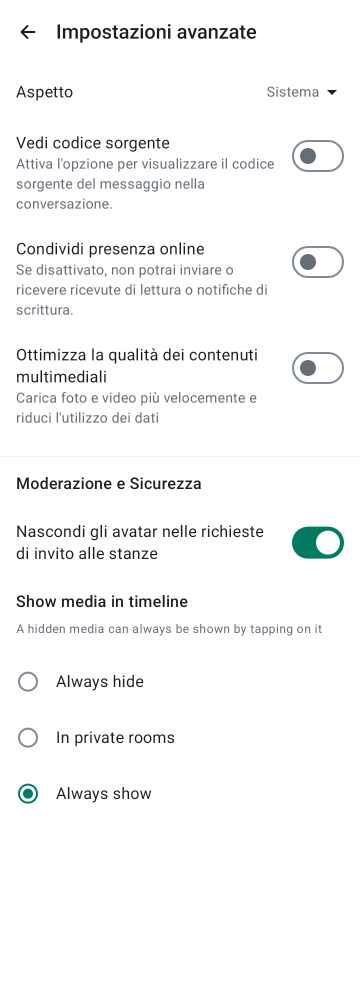 Impostazioni avanzate
Aspetto
Sistema
Vedi codice sorgente
Attiva l'opzione per visualizzare il codice
sorgente del messaggio nella
conversazione.
Condividi presenza online
Se disattivato, non potrai inviare o
ricevere ricevute di lettura o notifiche di
scrittura.
Ottimizza la qualità dei contenuti
multimediali
Carica foto e video più velocemente e
riduci l'utilizzo dei dati
Moderazione e Sicurezza
Nascondi gli avatar nelle richieste
di invito alle stanze
Show media in timeline
A hidden media can always be shown by tapping on it
Always hide
In private rooms
Always show